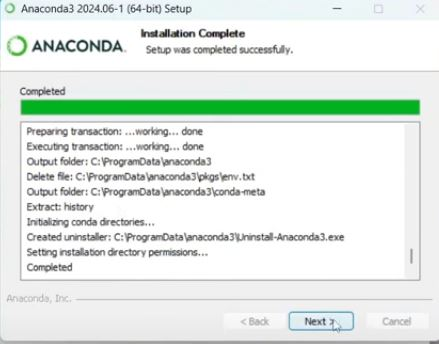 Anaconda3 2024.06-1 (64-bit) Setup
ANACONDA.
Installation Complete
Setup was completed successfully.
Completed
Preparing transaction: ...working... done
Executing transaction: ...working... done
Output folder: C:\ProgramData\anaconda3
Delete file: C:\ProgramData\anaconda3\pkgs\env.txt
Output folder: C:\ProgramData\anaconda3\conda-meta
Extract: history
Initializing conda directories...
Created uninstaller: C:\ProgramData\anaconda3\Uninstall-Anaconda3.exe
Setting installation directory permissions...
Completed
Anaconda, Inc.
< Back Next > Cancel